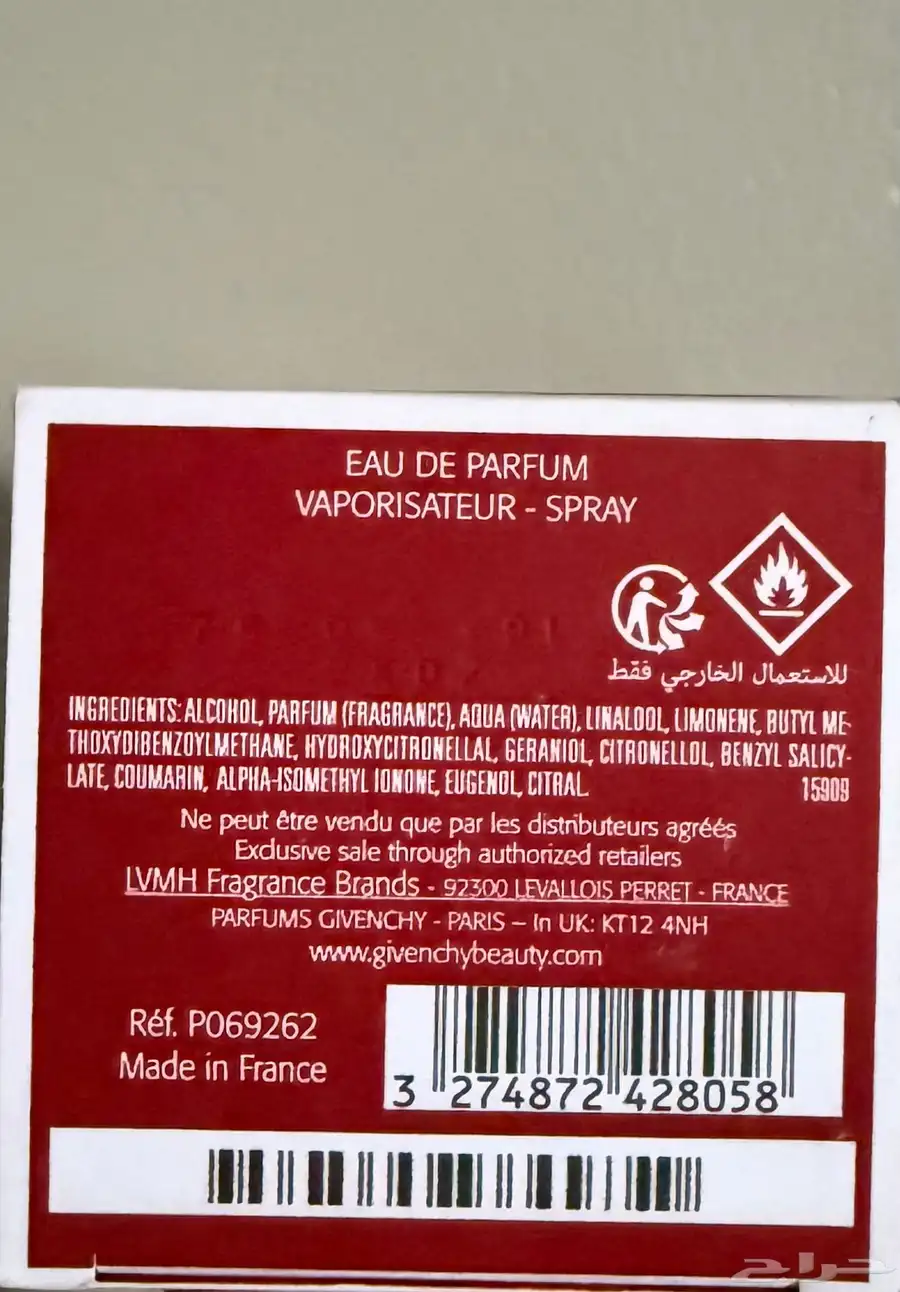 EAU DE PARFUM
VAPORISATEUR - SPRAY
للاستعمال الخارجي فقط
INGREDIENTS: ALCOHOL, PARFUM (FRAGRANCE), AQUA (WATER), LINALOOL, LIMONENE, BUTYL ME-
THOXYDIBENZOYLMETHANE, HYDROXYCITRONELLAL, GERANIOL, CITRONELLOL, BENZYL SALICY-
LATE, COUMARIN, ALPHA-ISOMETHYL IONONE, EUGENOL, CITRAL. 15909
Ne peut être vendu que par les distributeurs agréés
Exclusive sale through authorized retailers
LVMH Fragrance Brands - 92300 LEVALLOIS PERRET - FRANCE
PARFUMS GIVENCHY - PARIS – In UK: KT12 4NH
www.givenchybeauty.com
Réf. P069262
Made in France
3 274872 428058
حراج